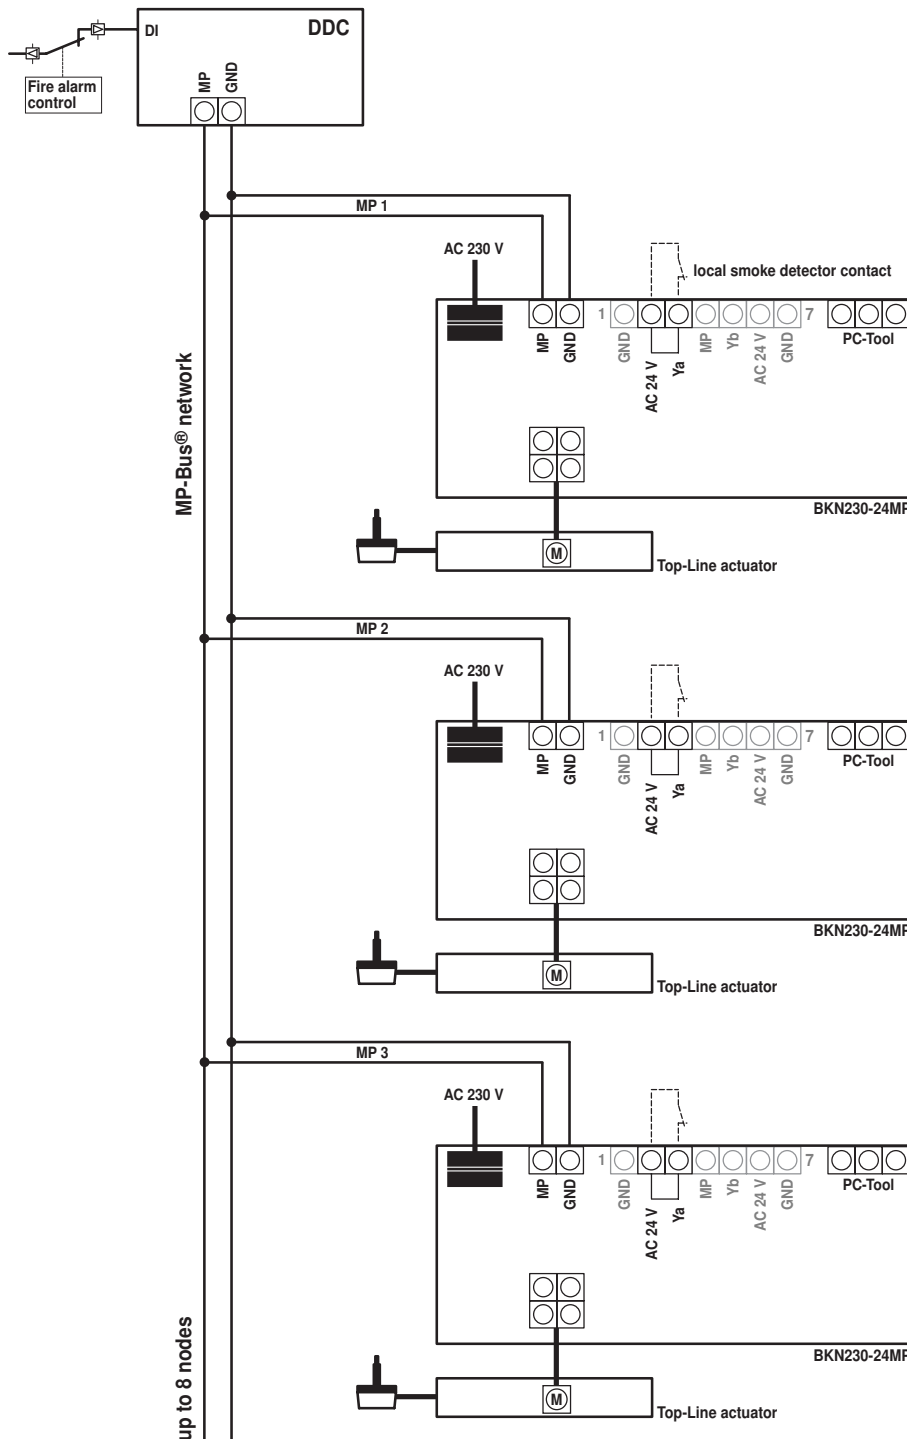 DI
DDC
Fire alarm
control
MP
GND
MP 1
AC 230 V
local smoke detector contact
MP
GND
1
GND
AC 24 V
Ya
MP
Yb
AC 24 V
GND
7
PC-Tool
BKN230-24MP
M
Top-Line actuator
MP-Bus® network
MP 2
AC 230 V
MP
GND
1
GND
AC 24 V
Ya
MP
Yb
AC 24 V
GND
7
PC-Tool
BKN230-24MP
M
Top-Line actuator
MP 3
AC 230 V
MP
GND
1
GND
AC 24 V
Ya
MP
Yb
AC 24 V
GND
7
PC-Tool
BKN230-24MP
M
Top-Line actuator
up to 8 nodes